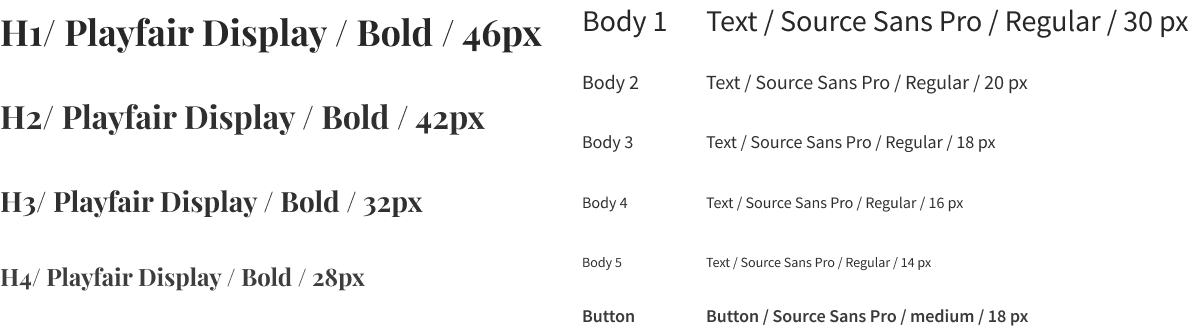 H1/ Playfair Display / Bold / 46px
H2/ Playfair Display / Bold / 42px
H3/ Playfair Display / Bold / 32px
H4/ Playfair Display / Bold / 28px
Body 1 Text / Source Sans Pro / Regular / 30 px
Body 2 Text / Source Sans Pro / Regular / 20 px
Body 3 Text / Source Sans Pro / Regular / 18 px
Body 4 Text / Source Sans Pro / Regular / 16 px
Body 5 Text / Source Sans Pro / Regular / 14 px
Button Button / Source Sans Pro / medium / 18 px